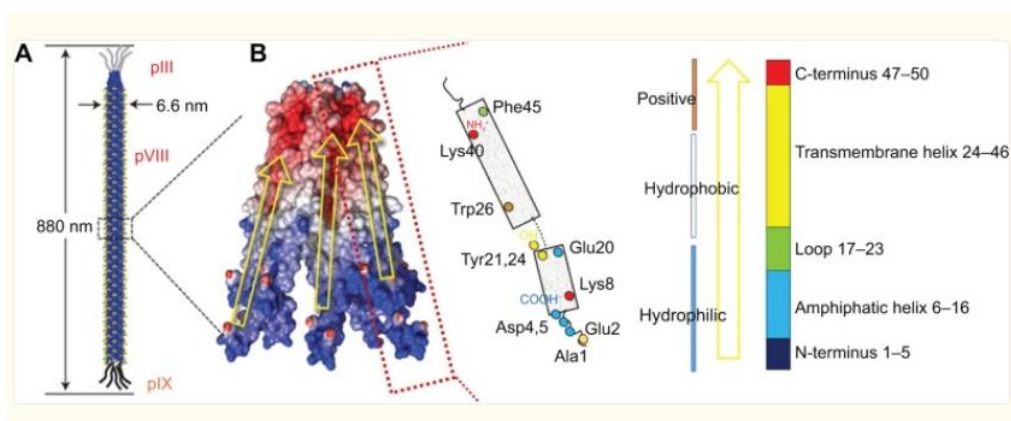 A
pIII
6.6 nm
pVIII
880 nm
pIX
B
Phe45
NH₃⁺
Lys40
Trp26
OH
Tyr21,24
Glu20
Lys8
COOH⁻
Asp4,5
Glu2
Ala1
Positive
Hydrophobic
Hydrophilic
C-terminus 47–50
Transmembrane helix 24–46
Loop 17–23
Amphiphatic helix 6–16
N-terminus 1–5